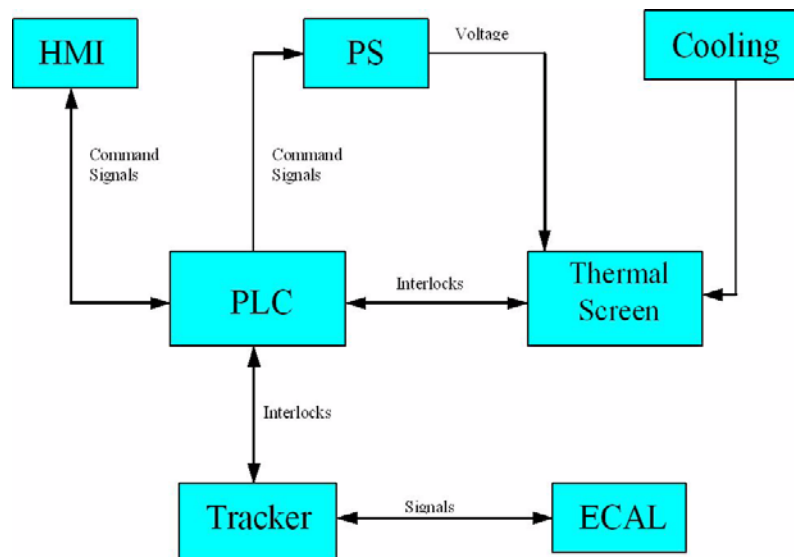 HMI
PS
Voltage
Cooling
Command
Signals
Command
Signals
PLC
Interlocks
Thermal
Screen
Interlocks
Tracker
Signals
ECAL